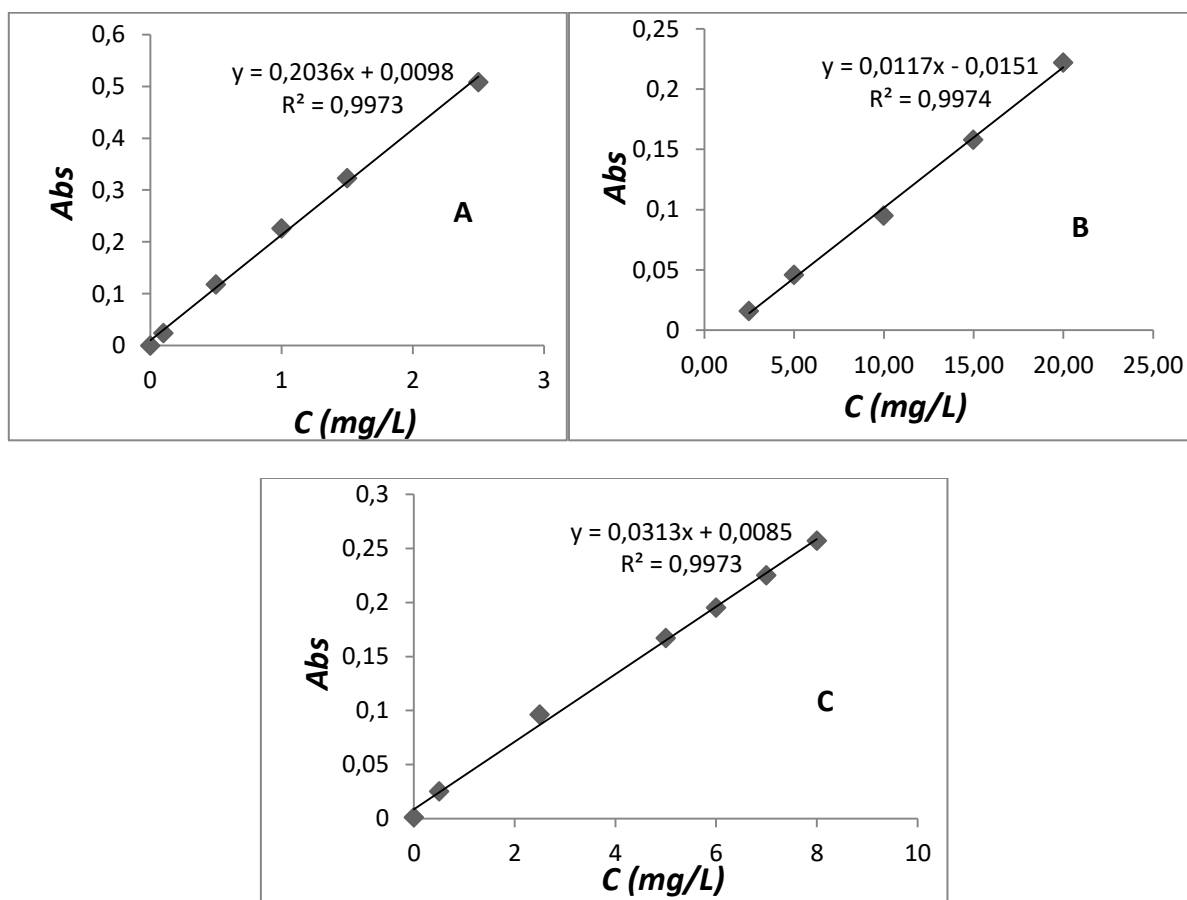 0,6
0,5
0,4
0,3
0,2
0,1
0
y = 0,2036x + 0,0098
R² = 0,9973
Abs
A
0
1
2
3
C (mg/L)
0,25
0,2
0,15
0,1
0,05
0
y = 0,0117x - 0,0151
R² = 0,9974
Abs
B
0,00
5,00
10,00
15,00
20,00
25,00
C (mg/L)
0,3
0,25
0,2
0,15
0,1
0,05
0
y = 0,0313x + 0,0085
R² = 0,9973
Abs
C
0
2
4
6
8
10
C (mg/L)